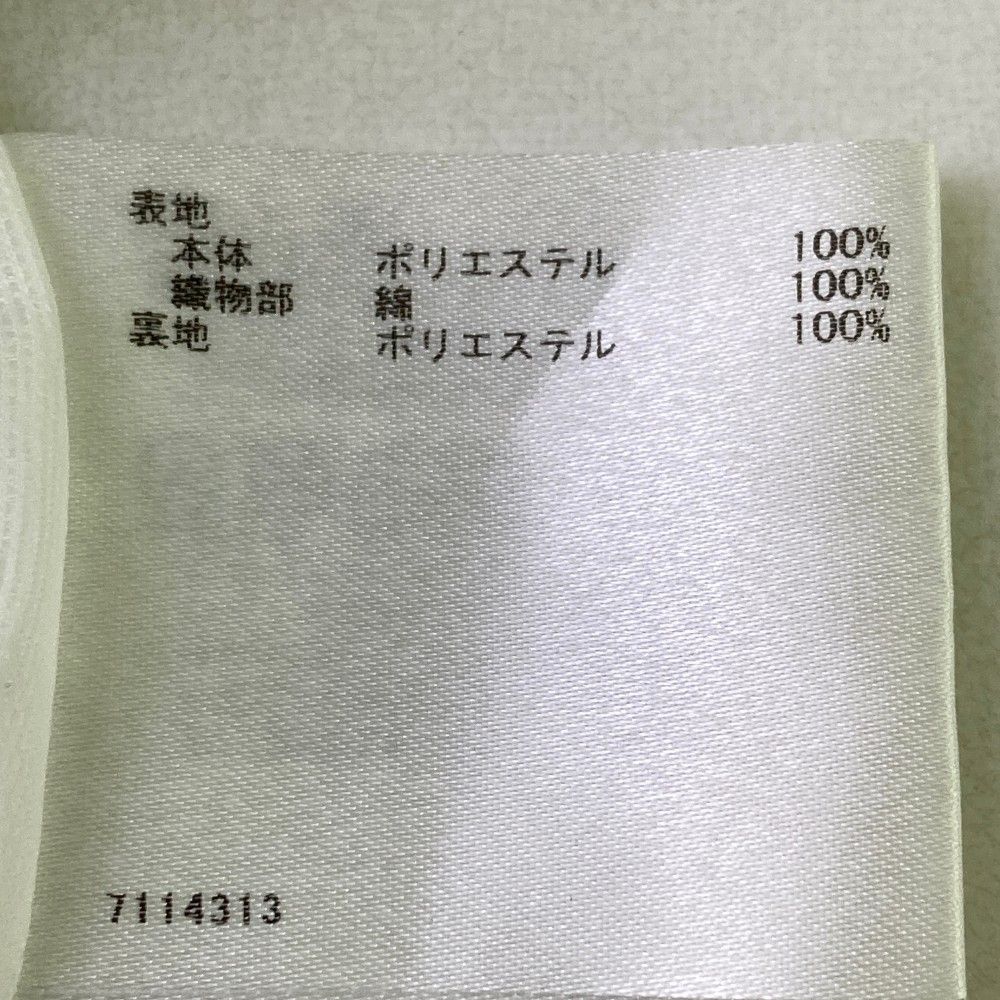 表地
本体 ポリエステル 100%
織物部 綿 100%
裏地 ポリエステル 100%
7114313